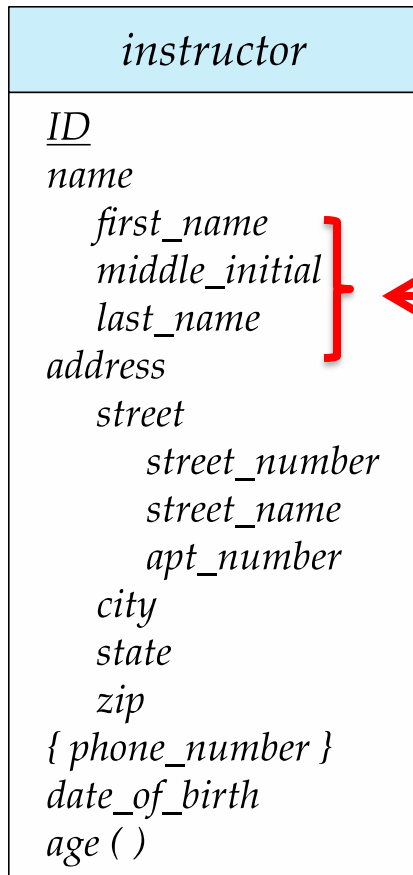 instructor
ID
name
first_name
middle_initial
last_name
address
street
street_number
street_name
apt_number
city
state
zip
{ phone_number }
date_of_birth
age ( )